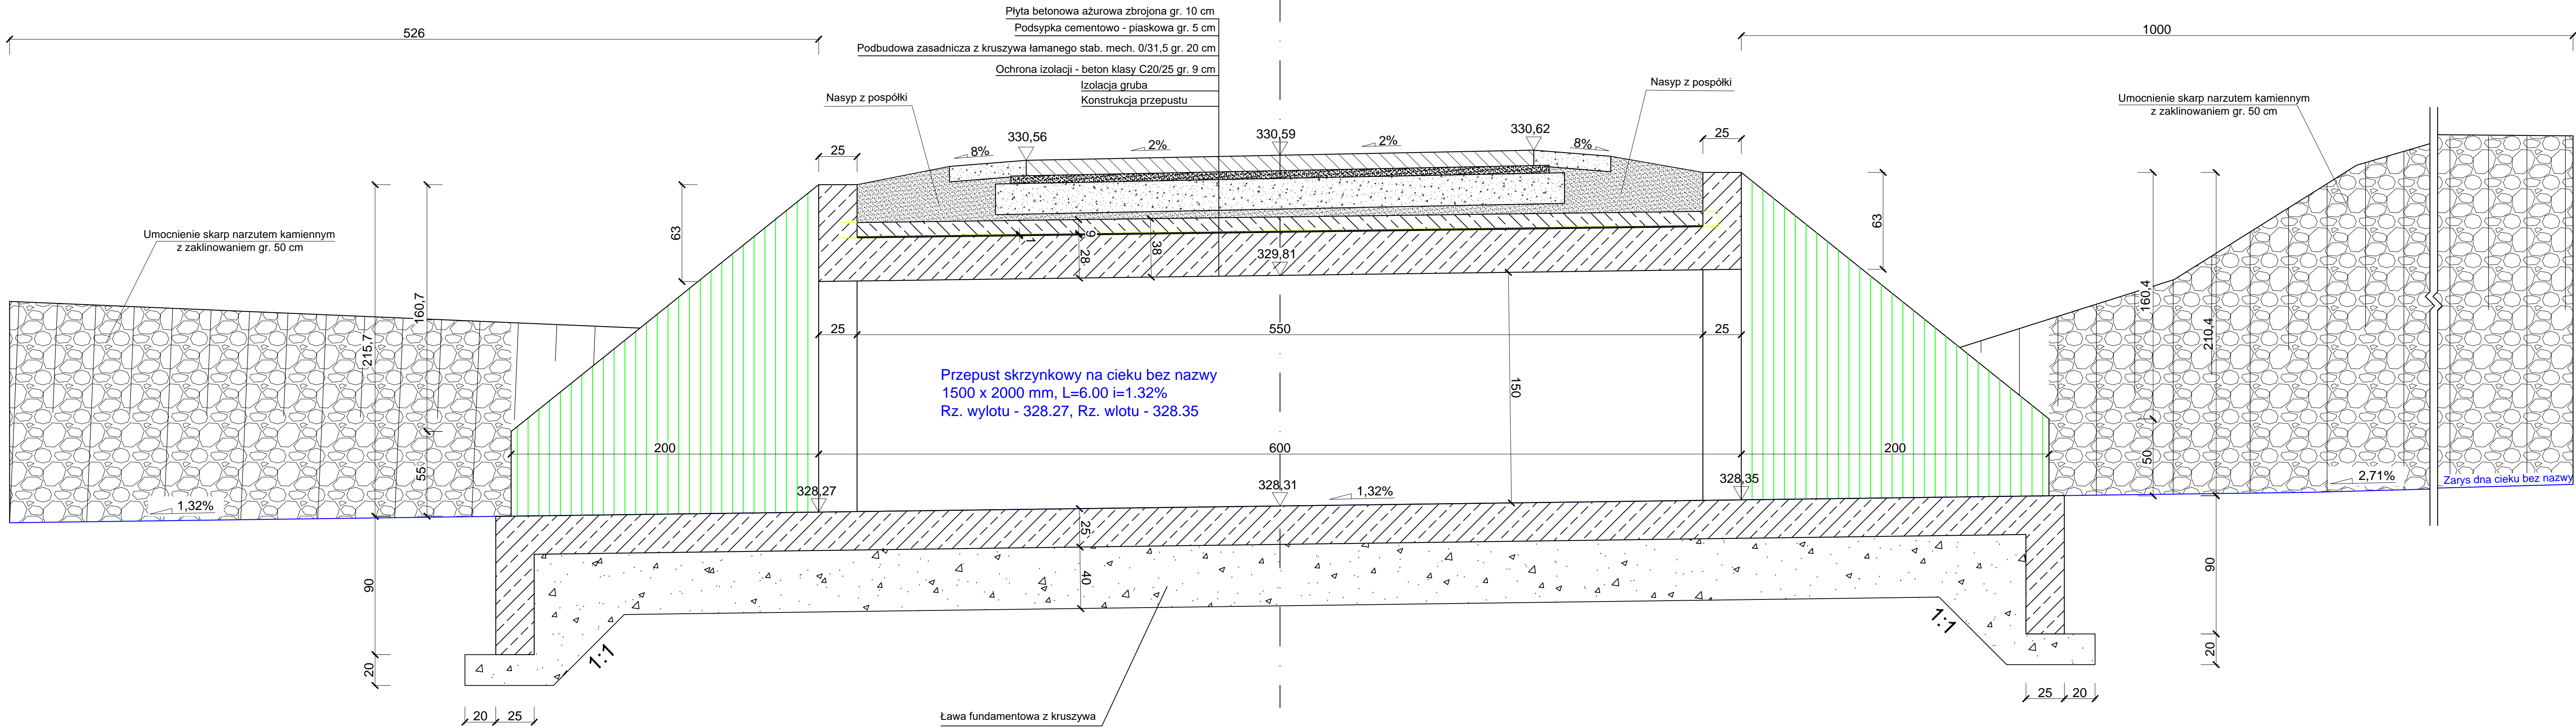 Płyta betonowa ażurowa zbrojona gr. 10 cm
Podsypka cementowo - piaskowa gr. 5 cm
Podbudowa zasadnicza z kruszywa łamanego stab. mech. 0/31,5 gr. 20 cm
Ochrona izolacji - beton klasy C20/25 gr. 9 cm
Izolacja gruba
Konstrukcja przepustu
526
1000
Nasyp z pospółki
Nasyp z pospółki
Umocnienie skarp narzutem kamiennym
z zaklinowaniem gr. 50 cm
330,56
330,59
330,62
8%
2%
2%
8%
25
25
63
63
Umocnienie skarp narzutem kamiennym
z zaklinowaniem gr. 50 cm
1
9
28
38
329,81
160,7
215,7
160,4
210,4
25
550
25
Przepust skrzynkowy na cieku bez nazwy
1500 x 2000 mm, L=6.00 i=1.32%
Rz. wylotu - 328.27, Rz. wlotu - 328.35
150
200
600
200
55
50
1,32%
328,27
328,31
1,32%
328,35
2,71%
Zarys dna cieku bez nazwy
25
40
90
90
20
20
1:1
1:1
20
25
25
20
Ława fundamentowa z kruszywa